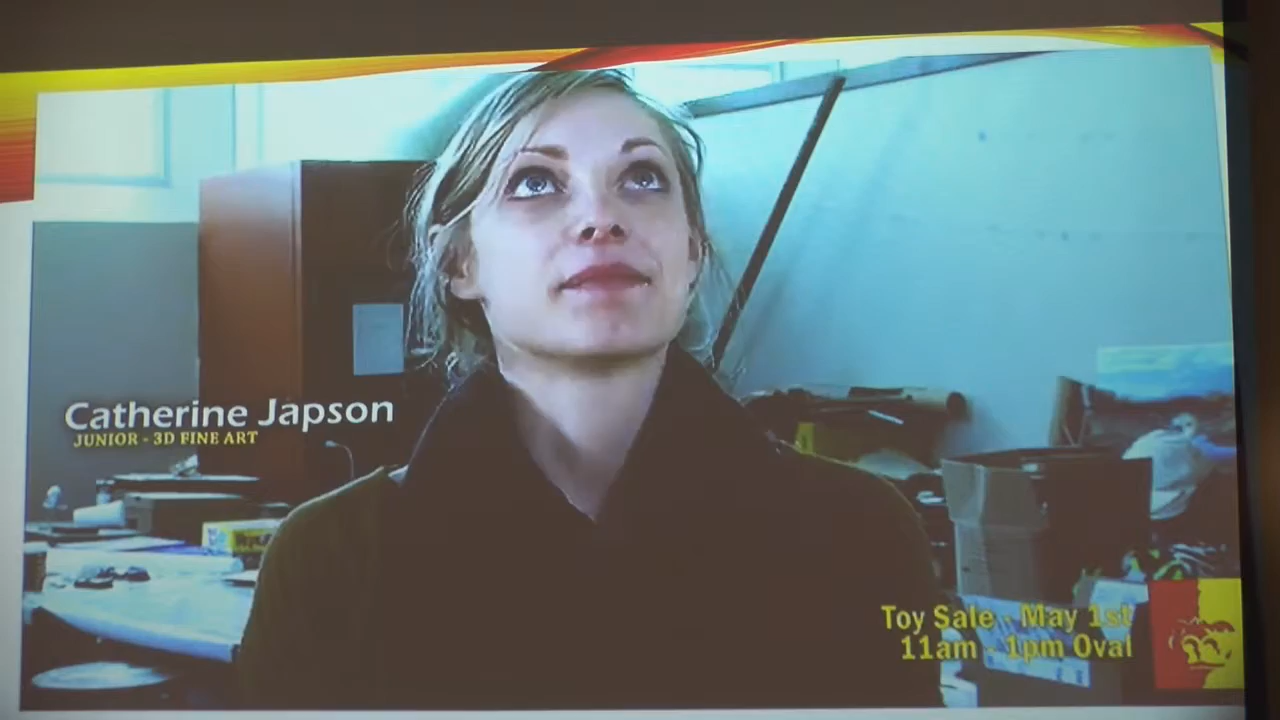 Catherine Japson
JUNIOR - 3D FINE ART
Toy Sale - May 1st
11am - 1pm Oval